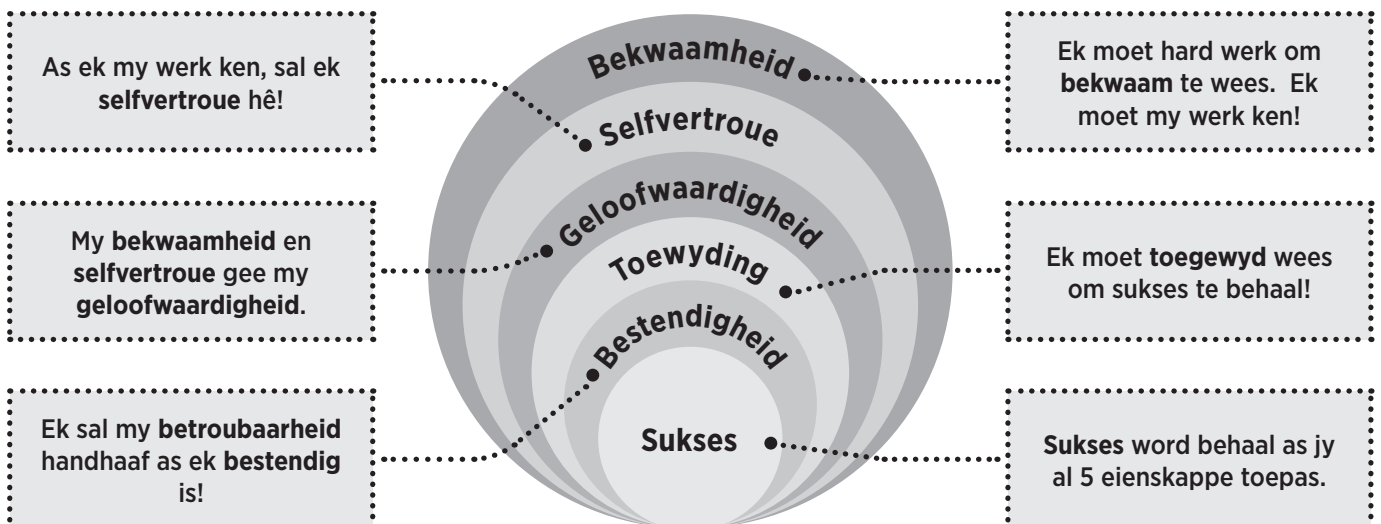 As ek my werk ken, sal ek
selfvertroue hê!
My bekwaamheid en
selfvertroue gee my
geloofwaardigheid.
Ek sal my betroubaarheid
handhaaf as ek bestendig
is!
Bekwaamheid
Selfvertroue
Geloofwaardigheid
Toewyding
Bestendigheid
Sukses
Ek moet hard werk om
bekwaam te wees. Ek
moet my werk ken!
Ek moet toegewyd wees
om sukses te behaal!
Sukses word behaal as jy
al 5 eienskappe toepas.